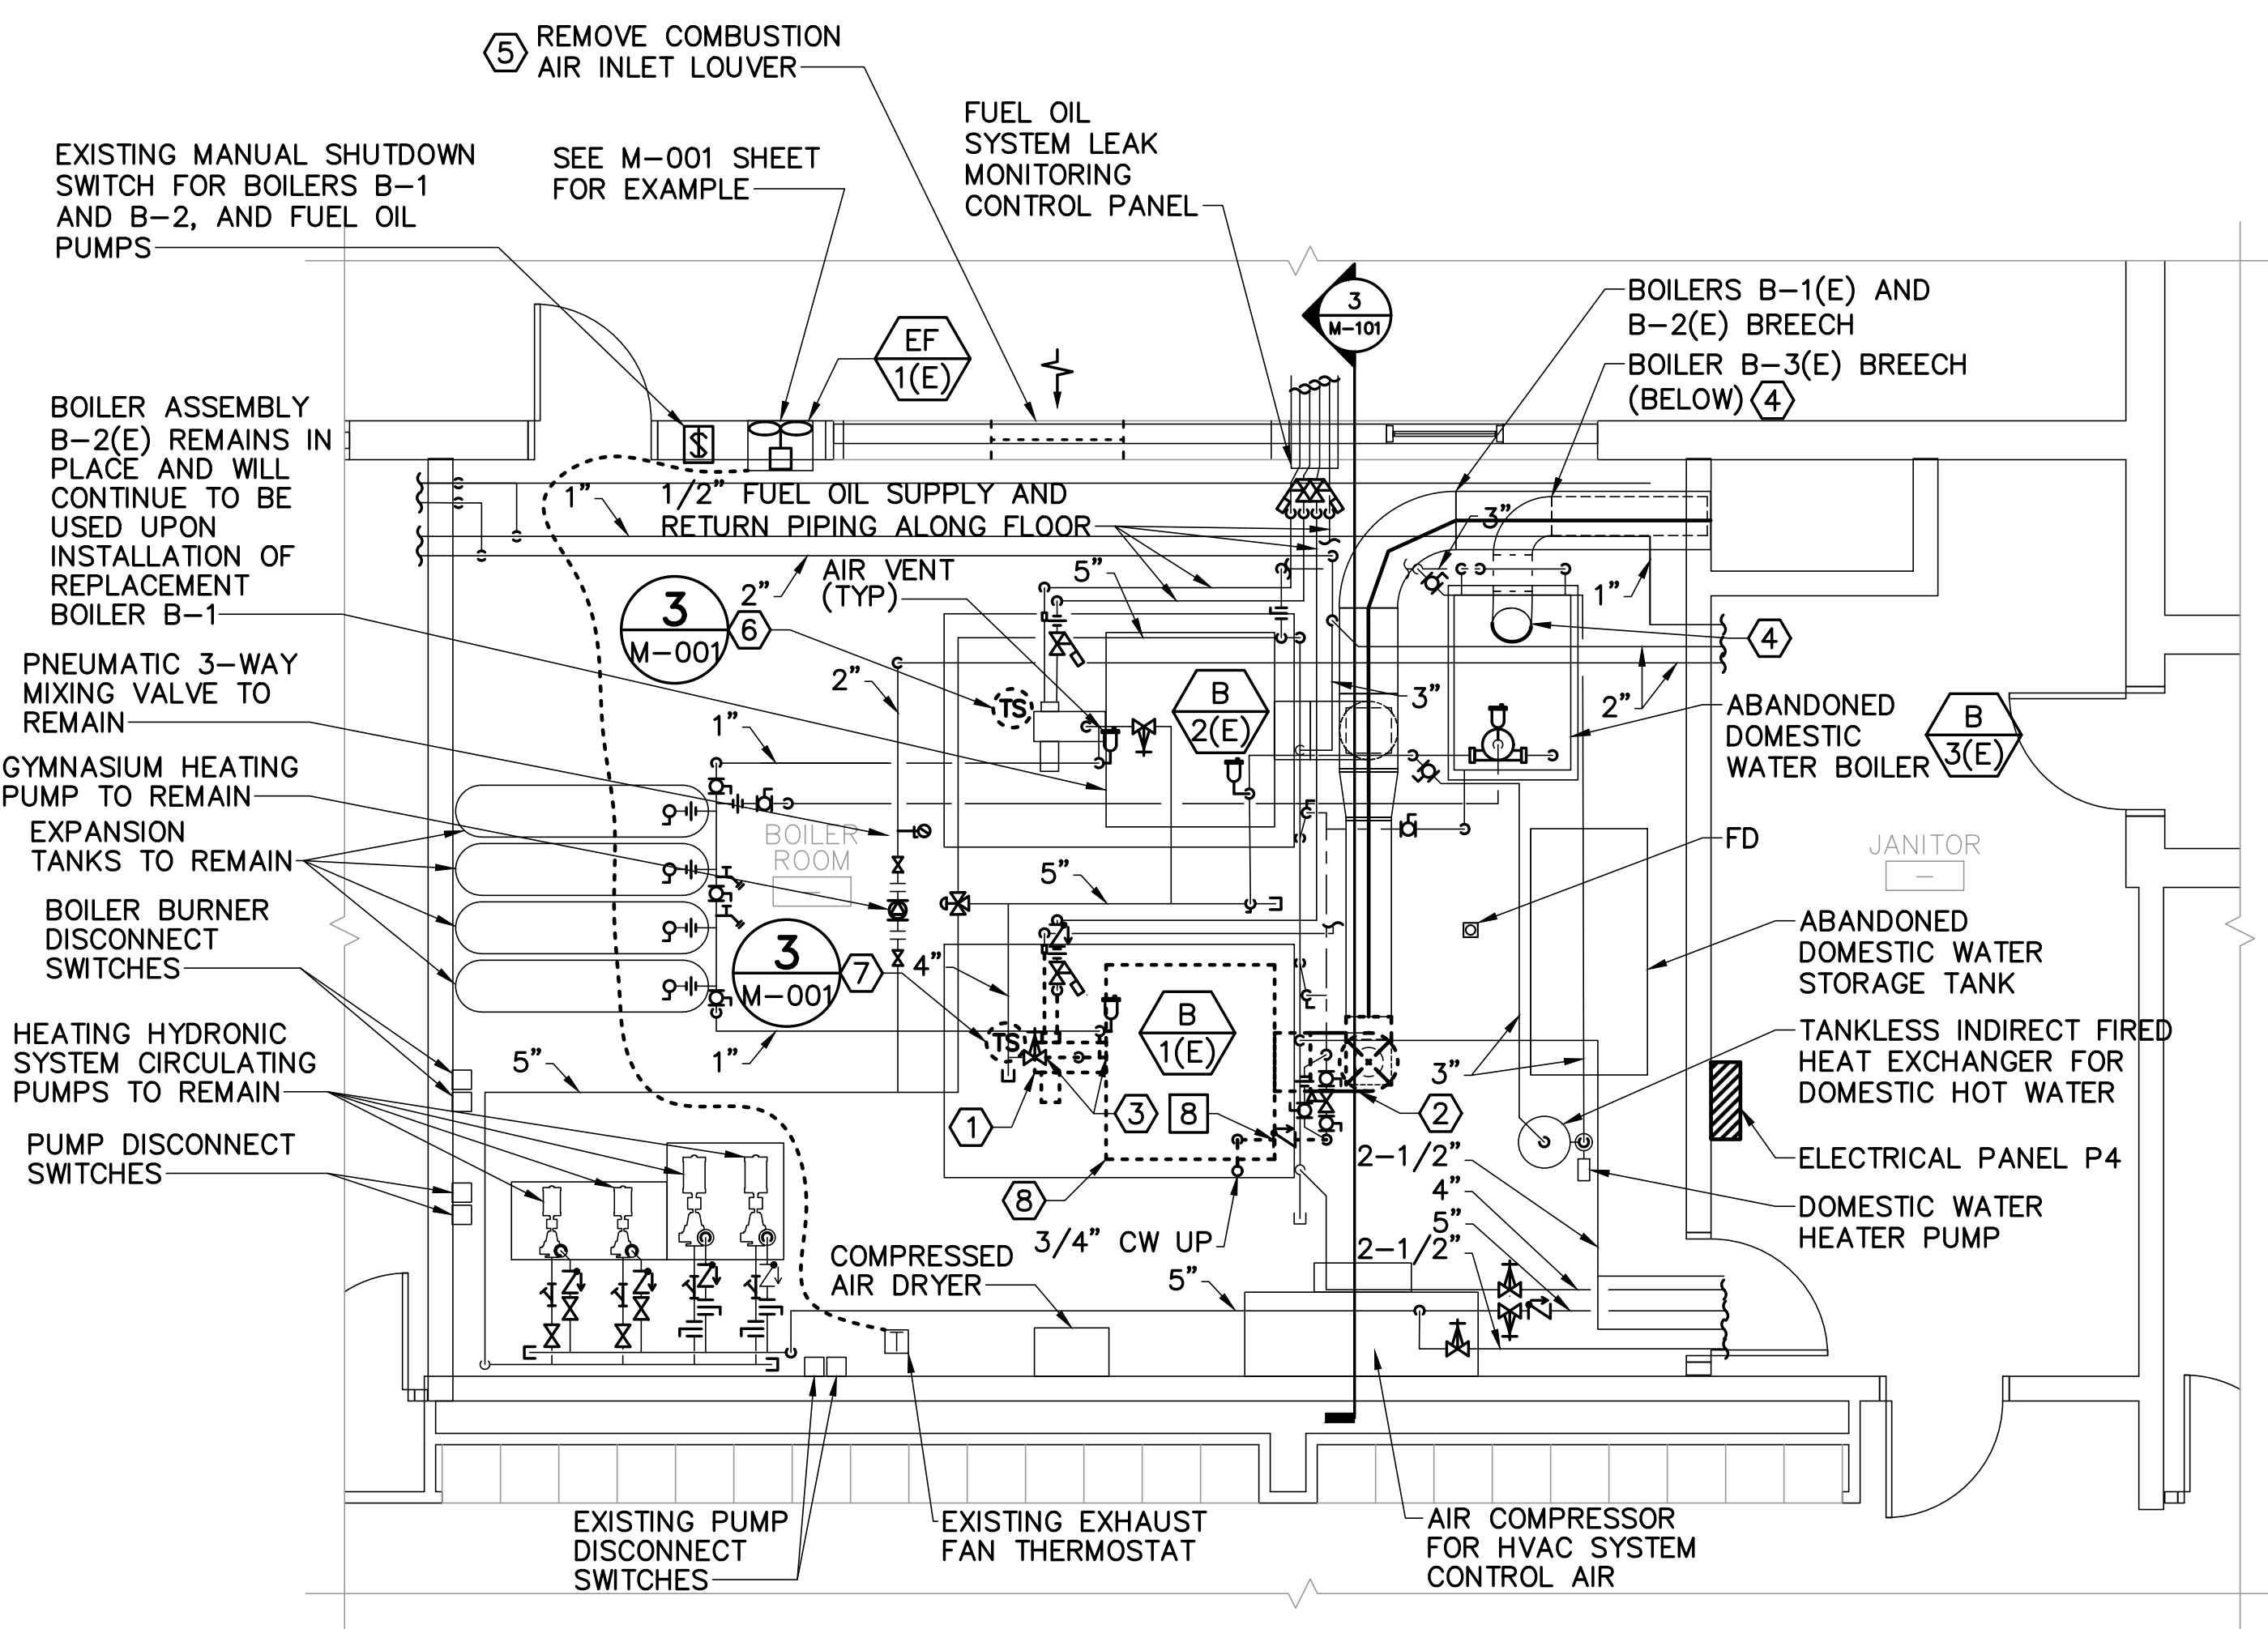 5
REMOVE COMBUSTION
AIR INLET LOUVER
FUEL OIL
SYSTEM LEAK
MONITORING
CONTROL PANEL
EXISTING MANUAL SHUTDOWN
SWITCH FOR BOILERS B-1
AND B-2, AND FUEL OIL
PUMPS
SEE M-001 SHEET
FOR EXAMPLE
3
M-101
BOILERS B-1(E) AND
B-2(E) BREECH
BOILER B-3(E) BREECH
(BELOW)
4
EF
1(E)
BOILER ASSEMBLY
B-2(E) REMAINS IN
PLACE AND WILL
CONTINUE TO BE
USED UPON
INSTALLATION OF
REPLACEMENT
BOILER B-1
$
1"
1/2" FUEL OIL SUPPLY AND
RETURN PIPING ALONG FLOOR
3"
AIR VENT
(TYP)
2"
5"
1"
3
M-001
6
4
PNEUMATIC 3-WAY
MIXING VALVE TO
REMAIN
2"
TS
B
2(E)
3"
2"
ABANDONED
DOMESTIC
WATER BOILER
B
3(E)
1"
GYMNASIUM HEATING
PUMP TO REMAIN
EXPANSION
TANKS TO REMAIN
BOILER
ROOM
-
FD
JANITOR
-
5"
BOILER BURNER
DISCONNECT
SWITCHES
3
M-001
7
4"
ABANDONED
DOMESTIC WATER
STORAGE TANK
HEATING HYDRONIC
SYSTEM CIRCULATING
PUMPS TO REMAIN
5"
1"
TS
B
1(E)
3"
TANKLESS INDIRECT FIRED
HEAT EXCHANGER FOR
DOMESTIC HOT WATER
1
3
8
2
PUMP DISCONNECT
SWITCHES
2-1/2"
ELECTRICAL PANEL P4
8
4"
5"
2-1/2"
DOMESTIC WATER
HEATER PUMP
3/4" CW UP
COMPRESSED
AIR DRYER
5"
T
EXISTING PUMP
DISCONNECT
SWITCHES
EXISTING EXHAUST
FAN THERMOSTAT
AIR COMPRESSOR
FOR HVAC SYSTEM
CONTROL AIR